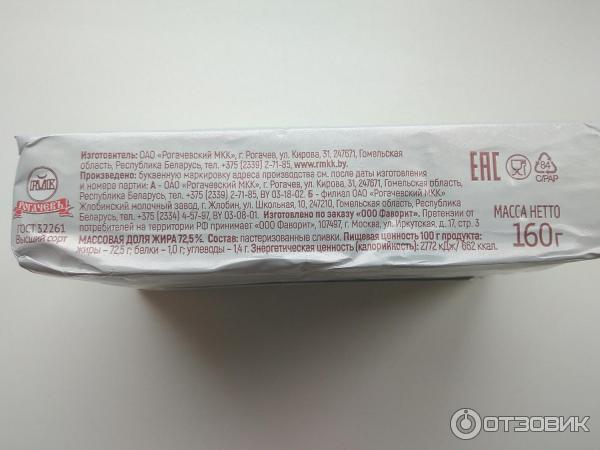 Изготовитель: ОАО «Рогачевский МКК», г. Рогачев, ул. Кирова, 31, 247671, Гомельская
область, Республика Беларусь, тел. +375 (2339) 2-71-85, www.rmkk.by.
Произведено: буквенную маркировку адреса производства см. после даты изготовления
и номера партии: А - ОАО «Рогачевский МКК», г. Рогачев, ул. Кирова, 31, 247671, Гомельская область,
Республика Беларусь, тел. +375 (2339) 2-71-85, BY 03-18-02. Б - филиал ОАО «Рогачевский МКК»
Жлобинский молочный завод, г. Жлобин, ул. Школьная, 10, 247210, Гомельская область, Республика
Беларусь, тел. +375 (2334) 4-57-97, BY 03-08-01. Изготовлено по заказу «ООО Фаворит». Претензии от
потребителей на территории РФ принимает ООО «Фаворит», 107497, г. Москва, ул. Иркутская, д. 17, стр. 3
МАССОВАЯ ДОЛЯ ЖИРА 72,5%. Состав: пастеризованные сливки. Пищевая ценность 100 г продукта:
жиры – 72,5 г; белки – 1,0 г; углеводы – 1,4 г. Энергетическая ценность (калорийность): 2772 кДж/ 662 ккал.
РМКК
РОГАЧЕВЪ
ГОСТ 32261
Высший сорт
ЕАС
84
C/PAP
МАССА НЕТТО
160г
ОТЗОВИК